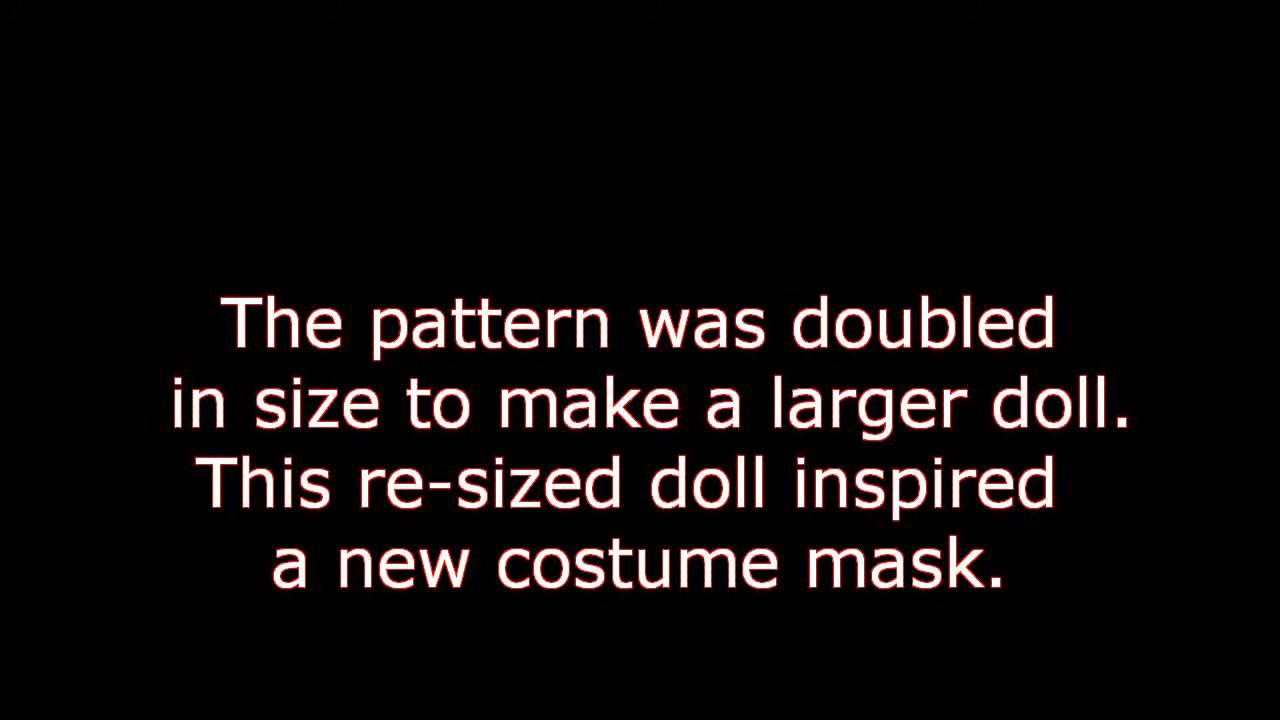 The pattern was doubled
in size to make a larger doll.
This re-sized doll inspired
a new costume mask.